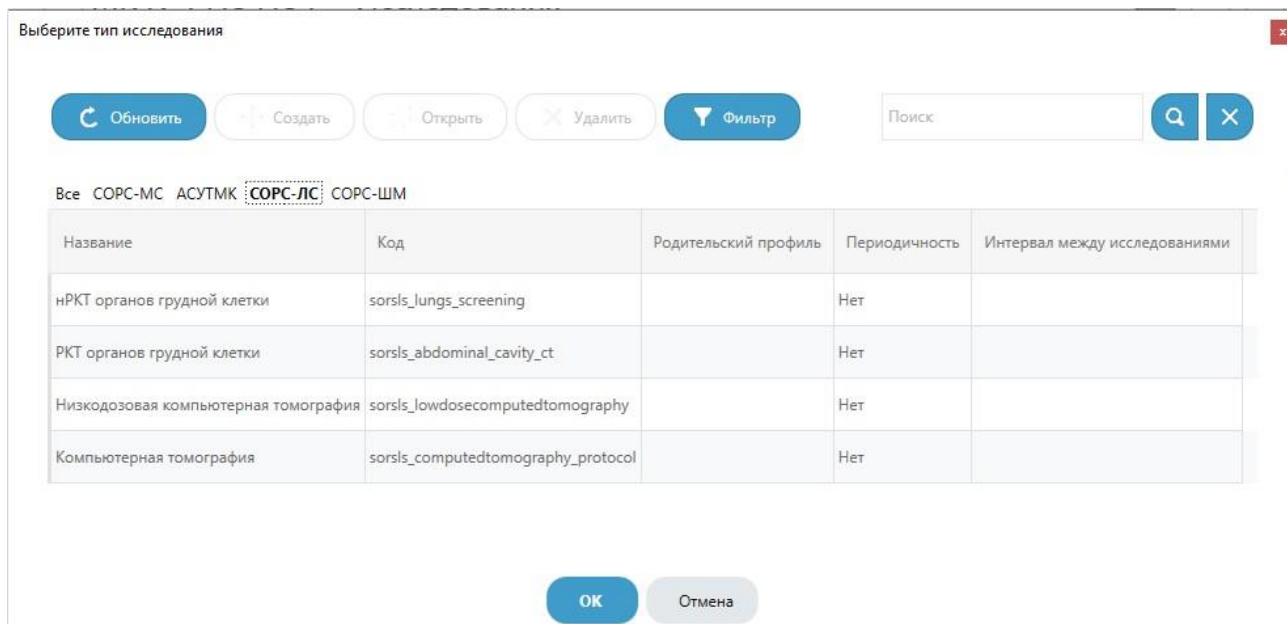 Выберите тип исследования
x
Обновить Создать Открыть Удалить Фильтр Поиск
Все СОРС-МС АСУТМК СОРС-ЛС СОРС-ШМ
Название Код Родительский профиль Периодичность Интервал между исследованиями
нРКТ органов грудной клетки sorsls_lungs_screening Нет
РКТ органов грудной клетки sorsls_abdominal_cavity_ct Нет
Низкодозовая компьютерная томография sorsls_lowdosecomputedtomography Нет
Компьютерная томография sorsls_computedtomography_protocol Нет
ОК Отмена